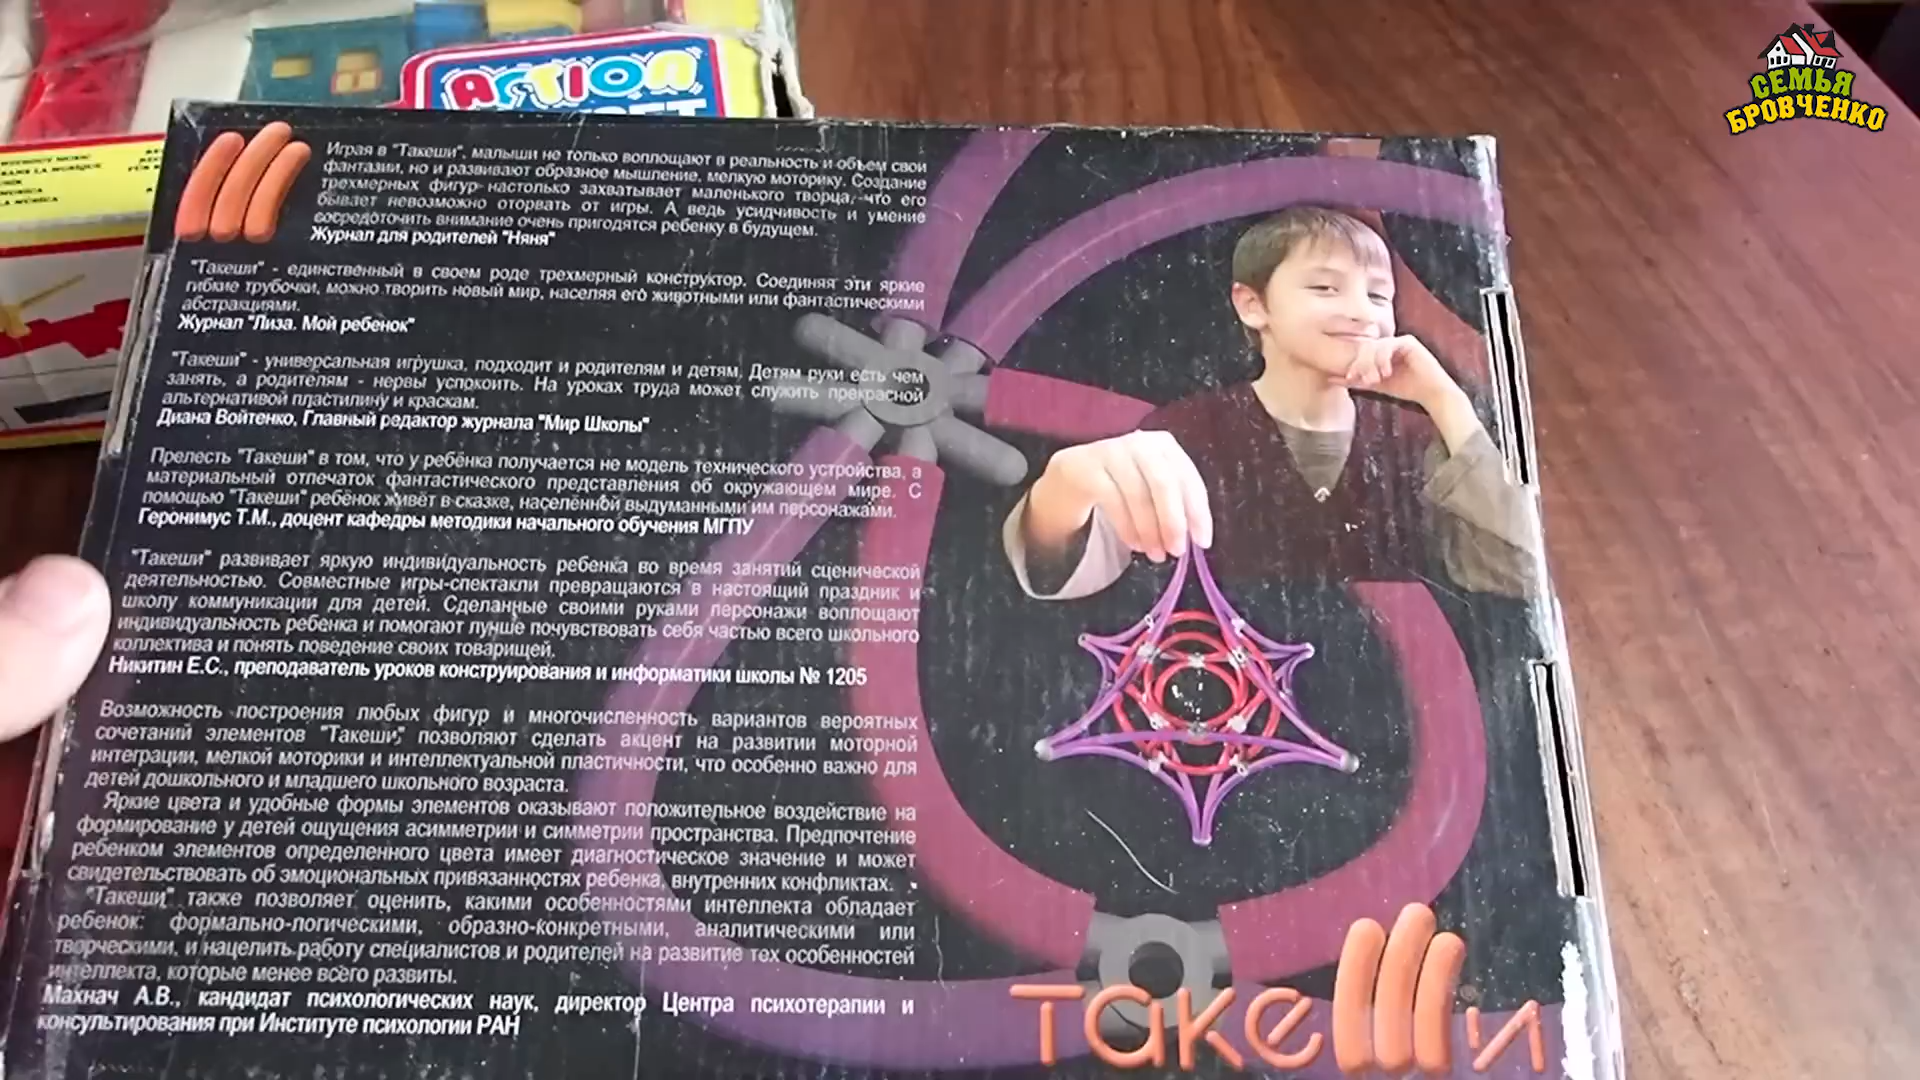 СЕМЬЯ
БРОВЧЕНКО
ACTION
Играя в "Такеши", малыши не только воплощают в реальность и объем свои
фантазии, но и развивают образное мышление, мелкую моторику. Создание
трехмерных фигур настолько захватывает маленького творца, что его
бывает невозможно оторвать от игры. А ведь усидчивость и умение
сосредоточить внимание очень пригодятся ребенку в будущем.
Журнал для родителей "Няня"
"Такеши" - единственный в своем роде трехмерный конструктор. Соединяя эти яркие
гибкие трубочки, можно творить новый мир, населяя его животными или фантастическими
абстракциями.
Журнал "Лиза. Мой ребенок"
"Такеши" - универсальная игрушка, подходит и родителям и детям. Детям руки есть чем
занять, а родителям - нервы успокоить. На уроках труда может служить прекрасной
альтернативой пластилину и краскам.
Диана Войтенко, Главный редактор журнала "Мир Школы"
Прелесть "Такеши" в том, что у ребёнка получается не модель технического устройства, а
материальный отпечаток фантастического представления об окружающем мире. С
помощью "Такеши" ребёнок живёт в сказке, населённой выдуманными им персонажами.
Геронимус Т.М., доцент кафедры методики начального обучения МГПУ
"Такеши" развивает яркую индивидуальность ребенка во время занятий сценической
деятельностью. Совместные игры-спектакли превращаются в настоящий праздник и
школу коммуникации для детей. Сделанные своими руками персонажи воплощают
индивидуальность ребенка и помогают лучше почувствовать себя частью всего школьного
коллектива и понять поведение своих товарищей.
Никитин Е.С., преподаватель уроков конструирования и информатики школы № 1205
Возможность построения любых фигур и многочисленность вариантов вероятных
сочетаний элементов "Такеши" позволяют сделать акцент на развитии моторной
интеграции, мелкой моторики и интеллектуальной пластичности, что особенно важно для
детей дошкольного и младшего школьного возраста.
Яркие цвета и удобные формы элементов оказывают положительное воздействие на
формирование у детей ощущения асимметрии и симметрии пространства. Предпочтение
ребенком элементов определенного цвета имеет диагностическое значение и может
свидетельствовать об эмоциональных привязанностях ребенка, внутренних конфликтах.
"Такеши" также позволяет оценить, какими особенностями интеллекта обладает
ребенок: формально-логическими, образно-конкретными, аналитическими или
творческими, и нацелить работу специалистов и родителей на развитие тех особенностей
интеллекта, которые менее всего развиты.
Махнач А.В., кандидат психологических наук, директор Центра психотерапии и
консультирования при Институте психологии РАН
Такеши